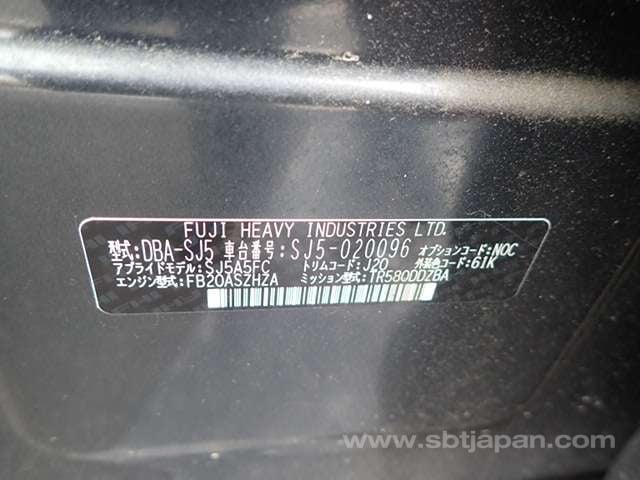 FUJI HEAVY INDUSTRIES LTD.
型式:DBA-SJ5 車台番号:SJ5-020096 オプションコード:NOC
アプライドモデル:SJ5A5FC トリムコード:J20 外装色コード:61K
エンジン型式:FB20ASZHZA ミッション型式:TR580DDZBA
www.sbtjapan.com